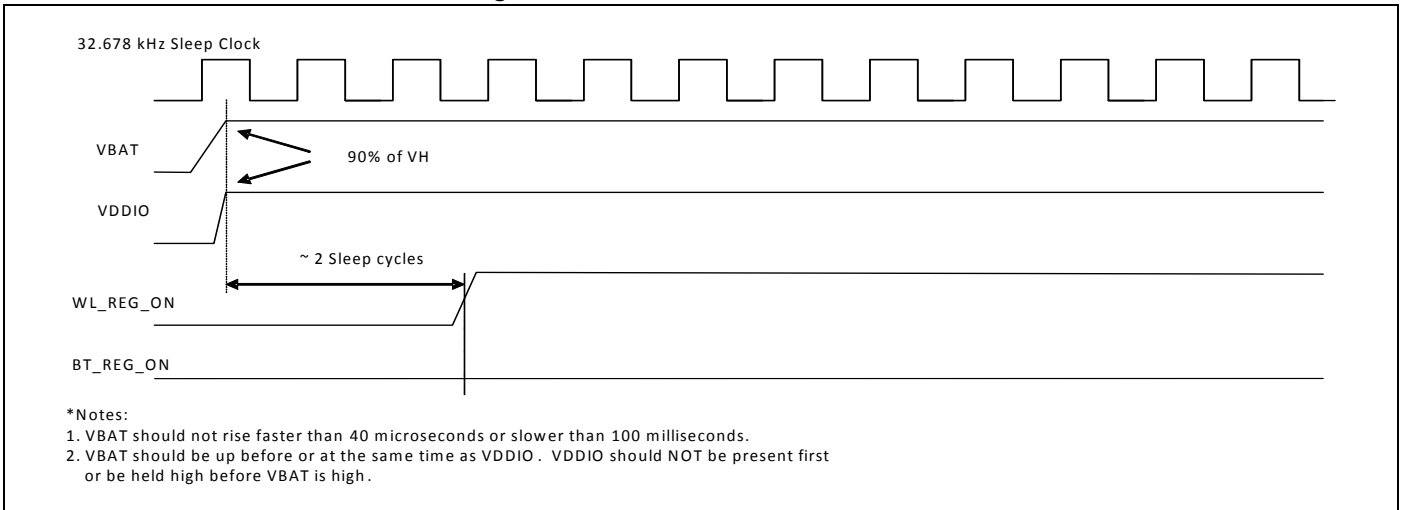 32.678 kHz Sleep Clock
VBAT
90% of VH
VDDIO
~ 2 Sleep cycles
WL_REG_ON
BT_REG_ON
*Notes:
1. VBAT should not rise faster than 40 microseconds or slower than 100 milliseconds.
2. VBAT should be up before or at the same time as VDDIO. VDDIO should NOT be present first
or be held high before VBAT is high.